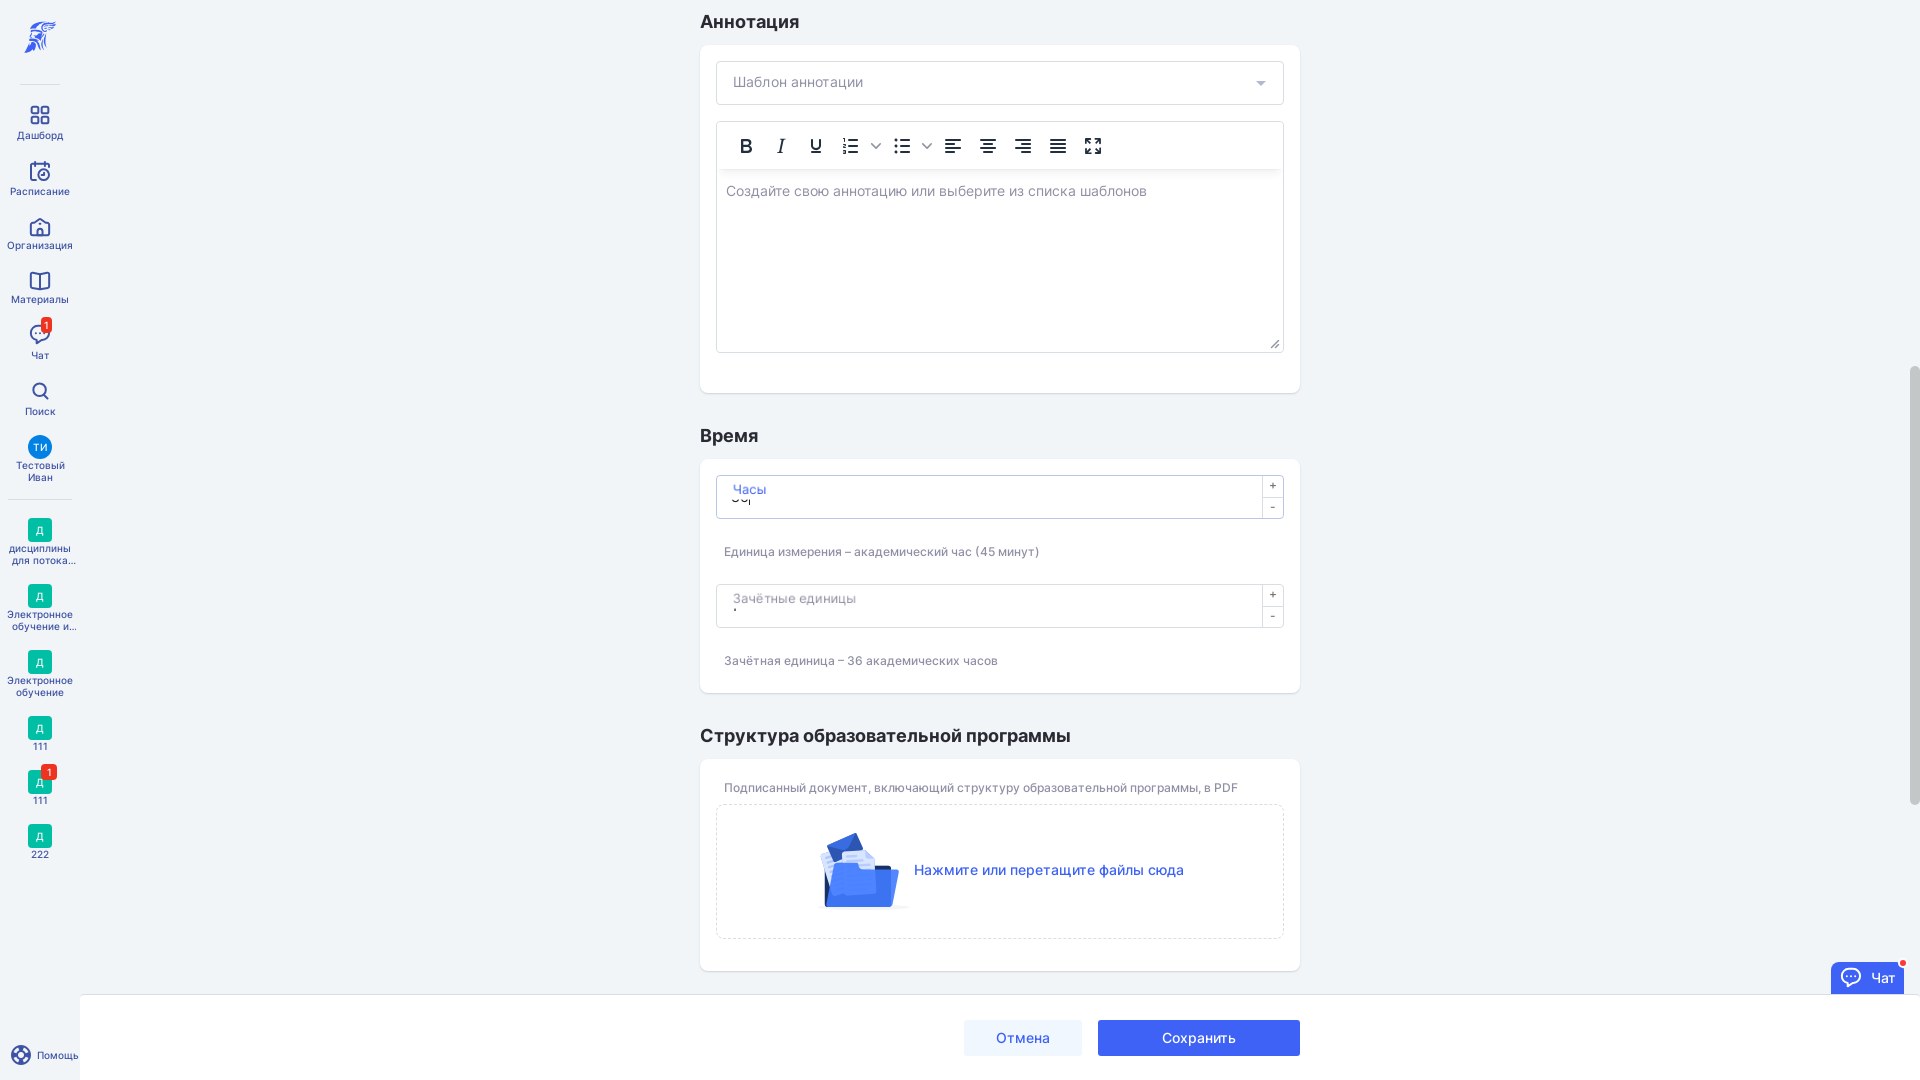 Дашборд
Расписание
Организация
Материалы
1
Чат
Поиск
ТИ
Тестовый
Иван
Д
дисциплины
для потока...
Д
Электронное
обучение и...
Д
Электронное
обучение
Д
111
1
Д
111
Д
222
Помощь
Аннотация
Шаблон аннотации
Создайте свою аннотацию или выберите из списка шаблонов
Время
Часы
+
-
Единица измерения – академический час (45 минут)
Зачётные единицы
+
-
Зачётная единица – 36 академических часов
Структура образовательной программы
Подписанный документ, включающий структуру образовательной программы, в PDF
Нажмите или перетащите файлы сюда
Чат
Отмена
Сохранить